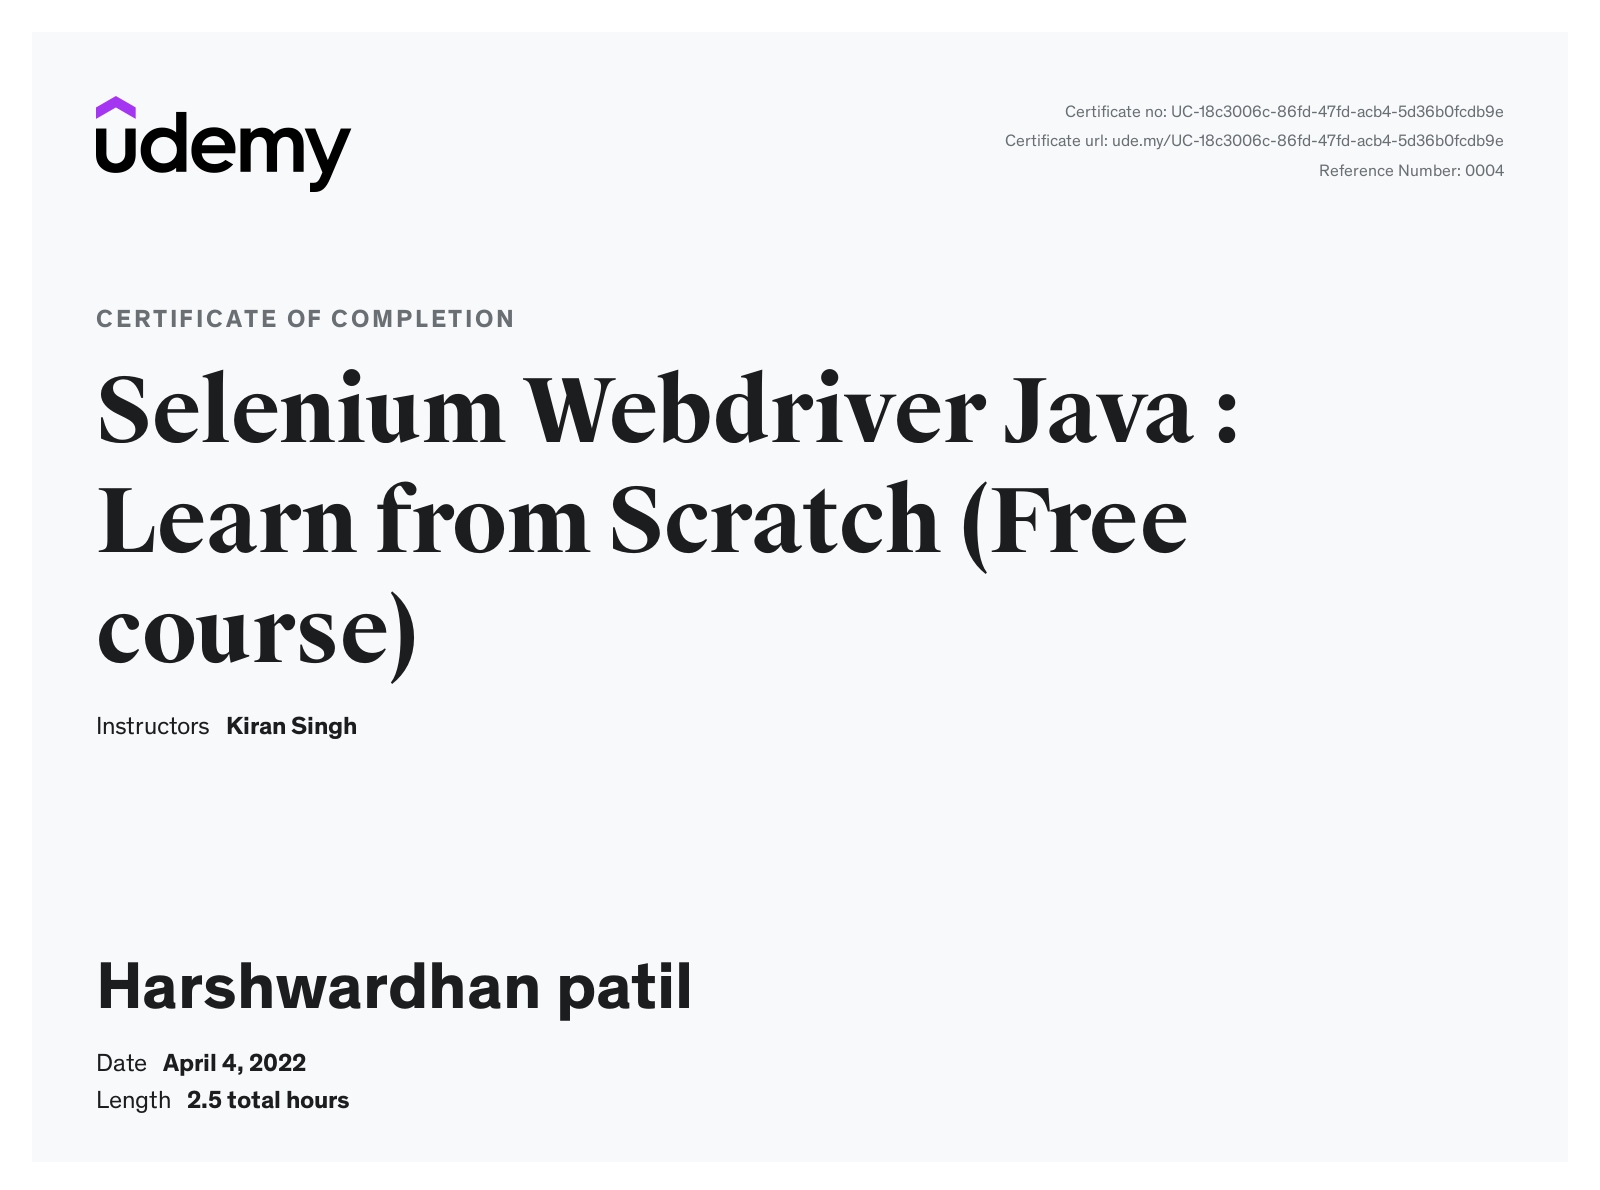 udemy
Certificate no: UC-18c3006c-86fd-47fd-acb4-5d36b0fcdb9e
Certificate url: ude.my/UC-18c3006c-86fd-47fd-acb4-5d36b0fcdb9e
Reference Number: 0004
CERTIFICATE OF COMPLETION
Selenium Webdriver Java :
Learn from Scratch (Free
course)
Instructors Kiran Singh
Harshwardhan patil
Date April 4, 2022
Length 2.5 total hours